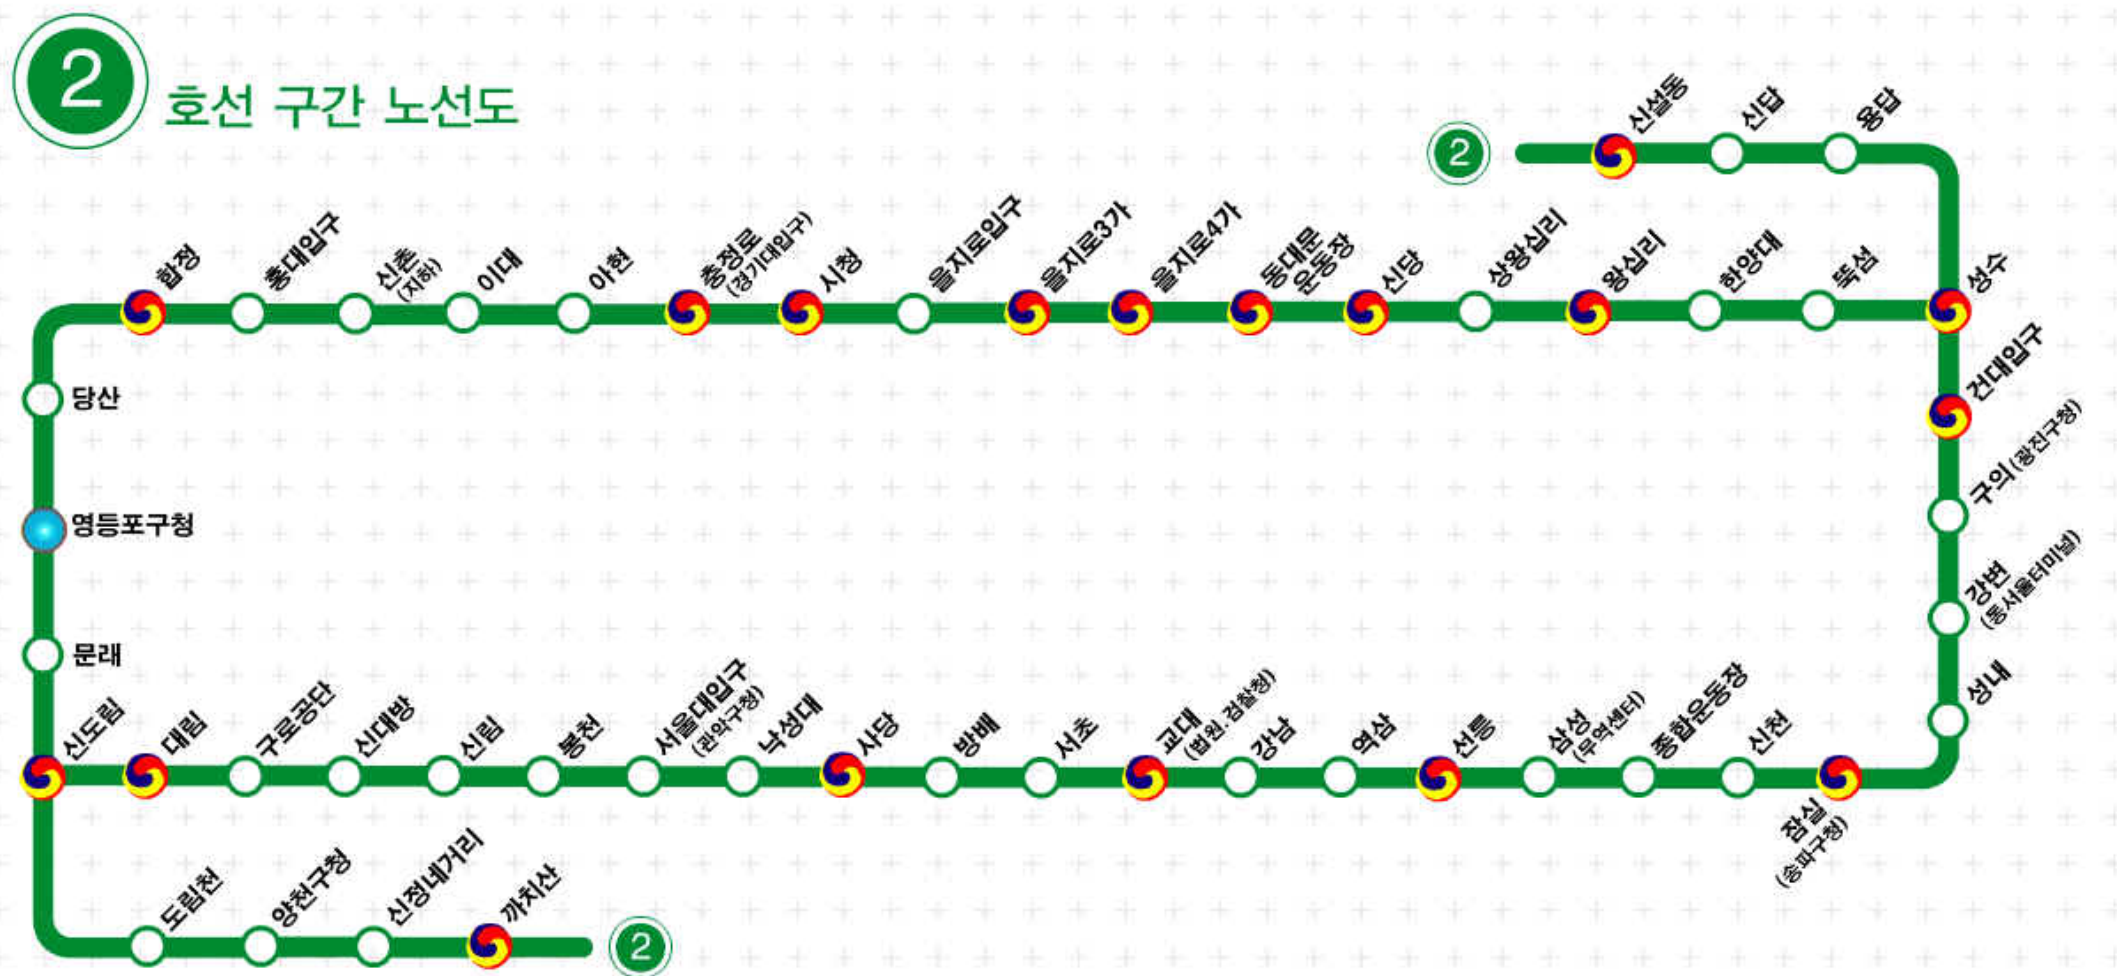 2 호선 구간 노선도
2
신설동
신답
용답
합정
홍대입구
신촌
(지하)
이대
아현
충정로
(경기대입구)
시청
을지로입구
을지로3가
을지로4가
동대문
운동장
신당
상왕십리
왕십리
한양대
뚝섬
성수
건대입구
구의(광진구청)
강변
(동서울터미널)
성내
당산
영등포구청
문래
신도림
대림
구로공단
신대방
신림
봉천
서울대입구
(관악구청)
낙성대
사당
방배
서초
교대
(법원.검찰청)
강남
역삼
선릉
삼성
(무역센터)
종합운동장
신천
잠실
(송파구청)
도림천
양천구청
신정네거리
까치산
2